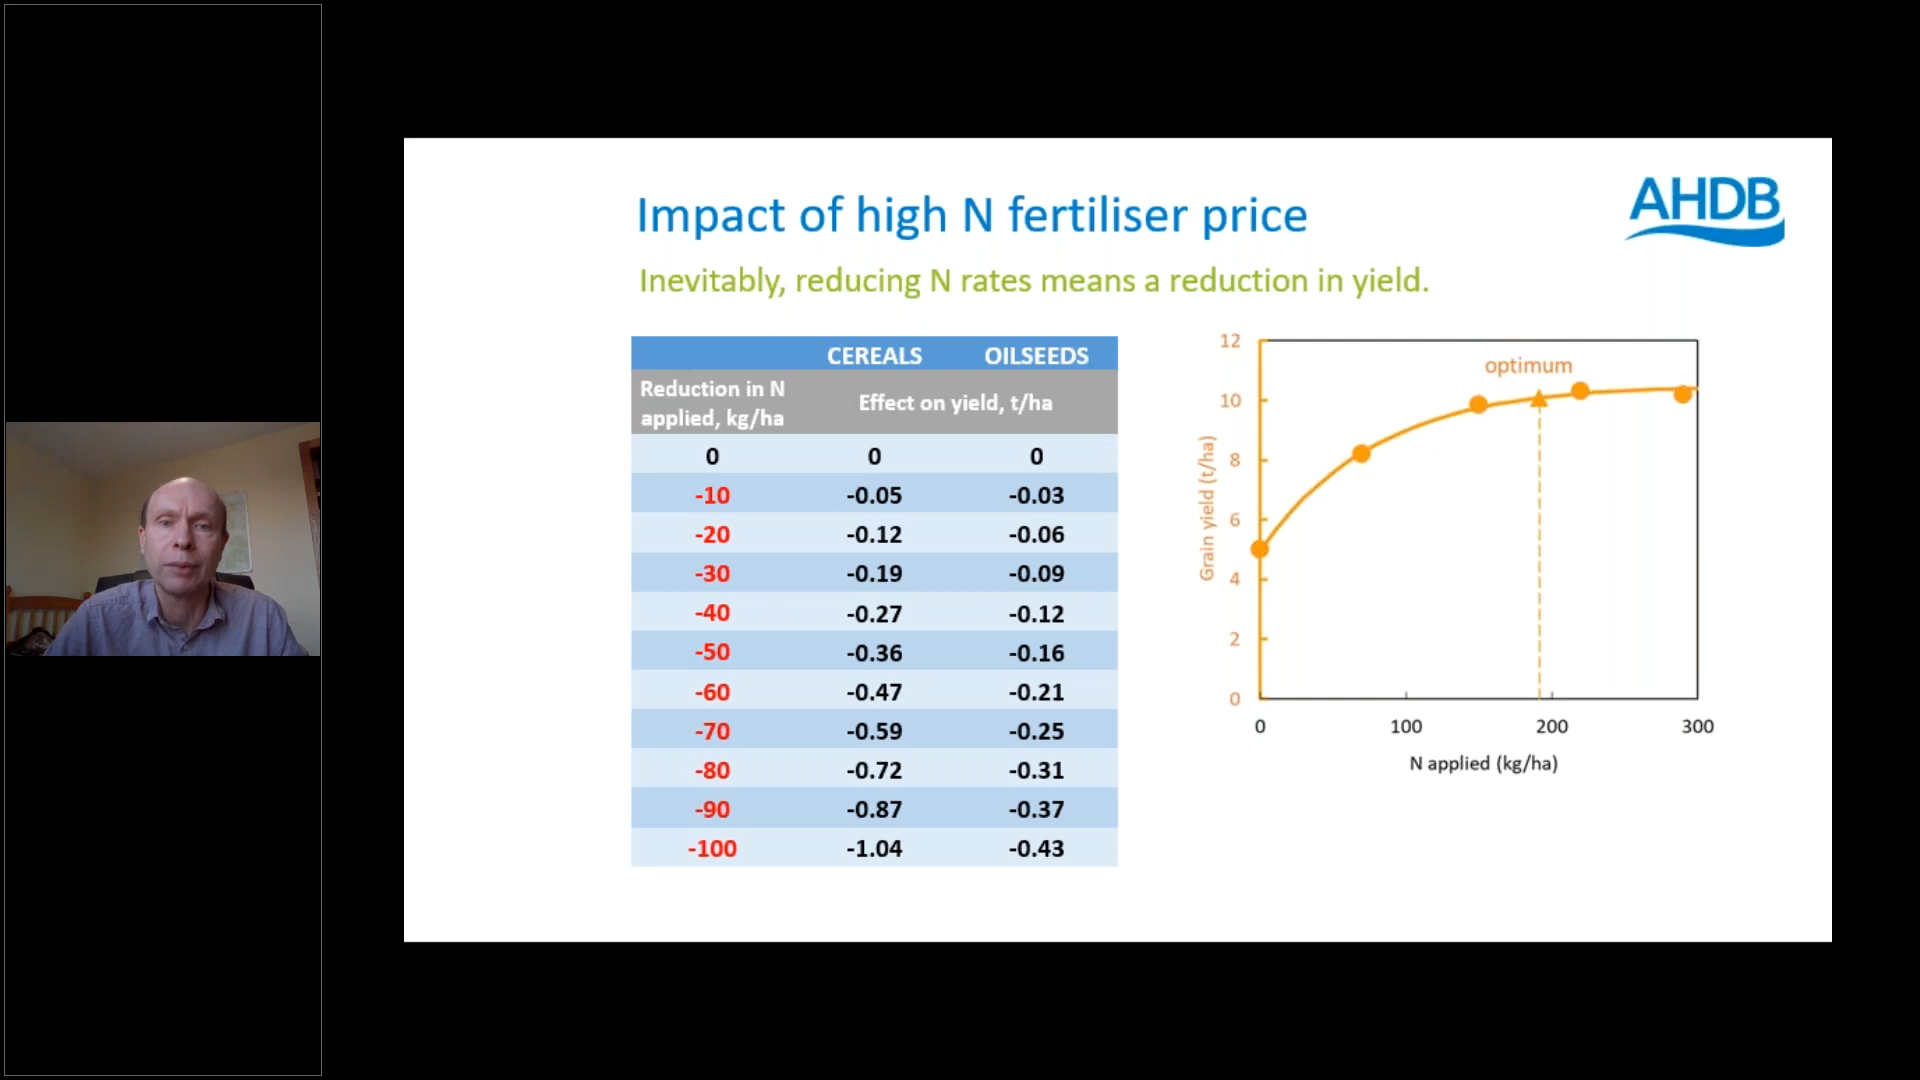 Impact of high N fertiliser price
AHDB
Inevitably, reducing N rates means a reduction in yield.
CEREALS OILSEEDS
Reduction in N
applied, kg/ha
Effect on yield, t/ha
0 0 0
-10 -0.05 -0.03
-20 -0.12 -0.06
-30 -0.19 -0.09
-40 -0.27 -0.12
-50 -0.36 -0.16
-60 -0.47 -0.21
-70 -0.59 -0.25
-80 -0.72 -0.31
-90 -0.87 -0.37
-100 -1.04 -0.43
optimum
Grain yield (t/ha)
12
10
8
6
4
2
0
0 100 200 300
N applied (kg/ha)